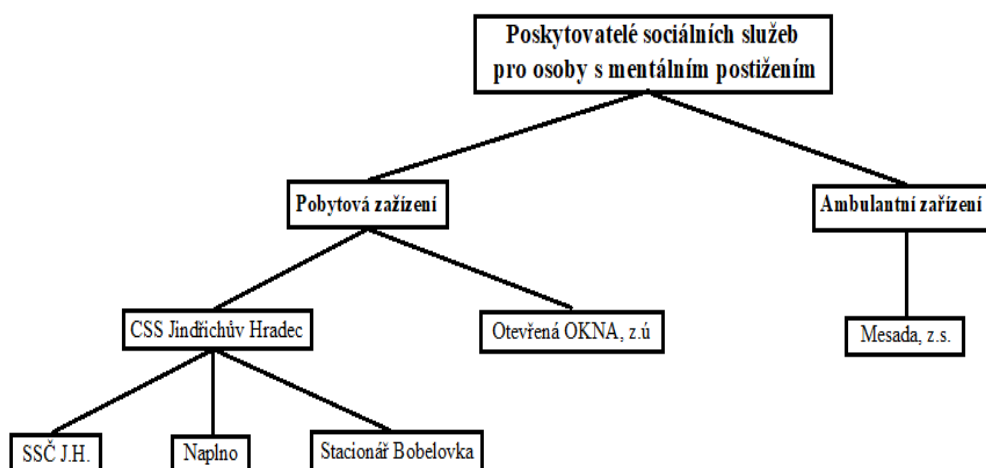 Poskytovatelé sociálních služeb
pro osoby s mentálním postižením
Pobytová zažízení
Ambulantní zařízení
CSS Jindřichův Hradec
Otevřená OKNA, z.ú
Mesada, z.s.
SSČ J.H.
Naplno
Stacionář Bobelovka